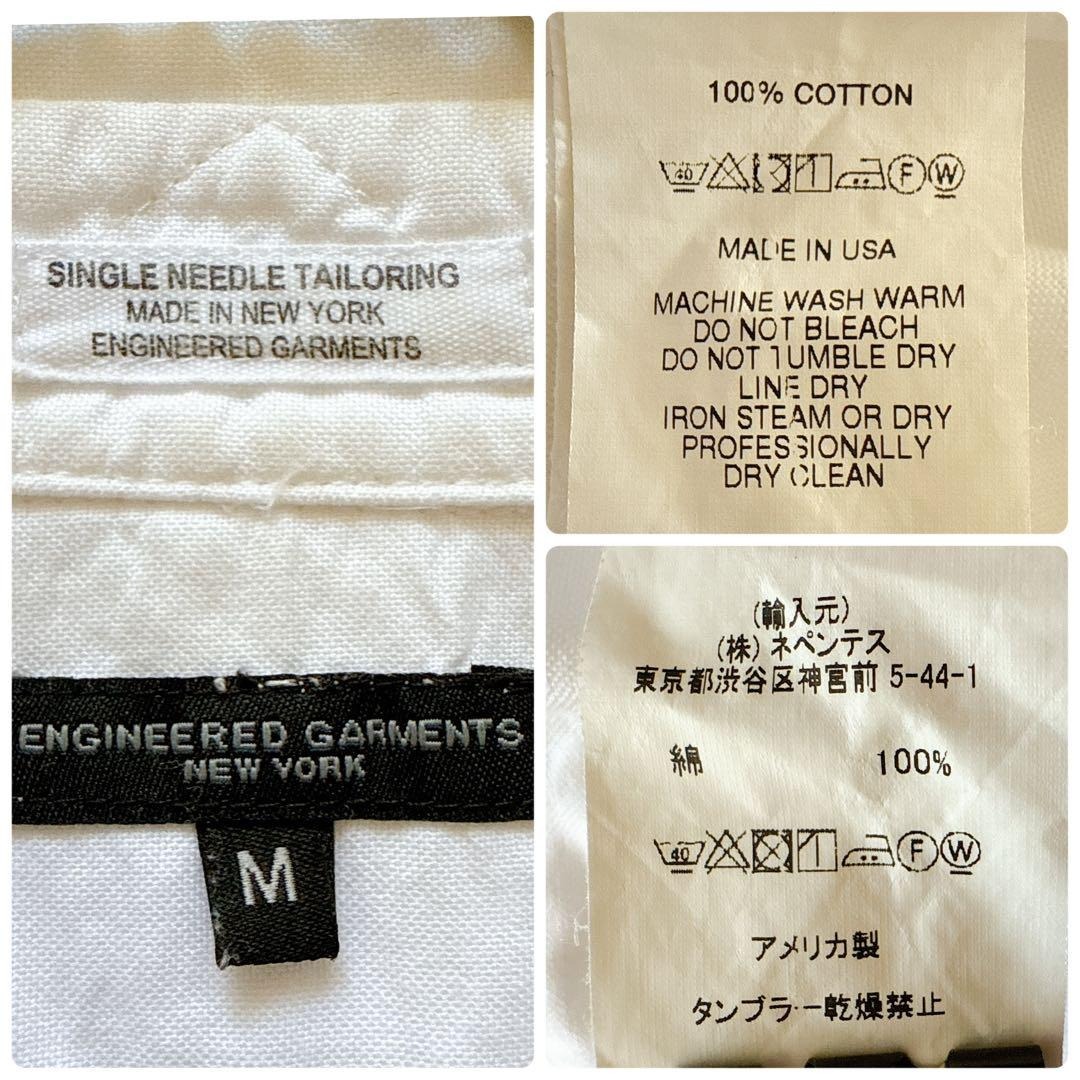 SINGLE NEEDLE TAILORING
MADE IN NEW YORK
ENGINEERED GARMENTS
ENGINEERED GARMENTS
NEW YORK
M
100% COTTON
40 F W
MADE IN USA
MACHINE WASH WARM
DO NOT BLEACH
DO NOT TUMBLE DRY
LINE DRY
IRON STEAM OR DRY
PROFESSIONALLY
DRY CLEAN
(輸入元)
(株)ネペンテス
東京都渋谷区神宮前 5-44-1
綿 100%
40 F W
アメリカ製
タンブラー乾燥禁止